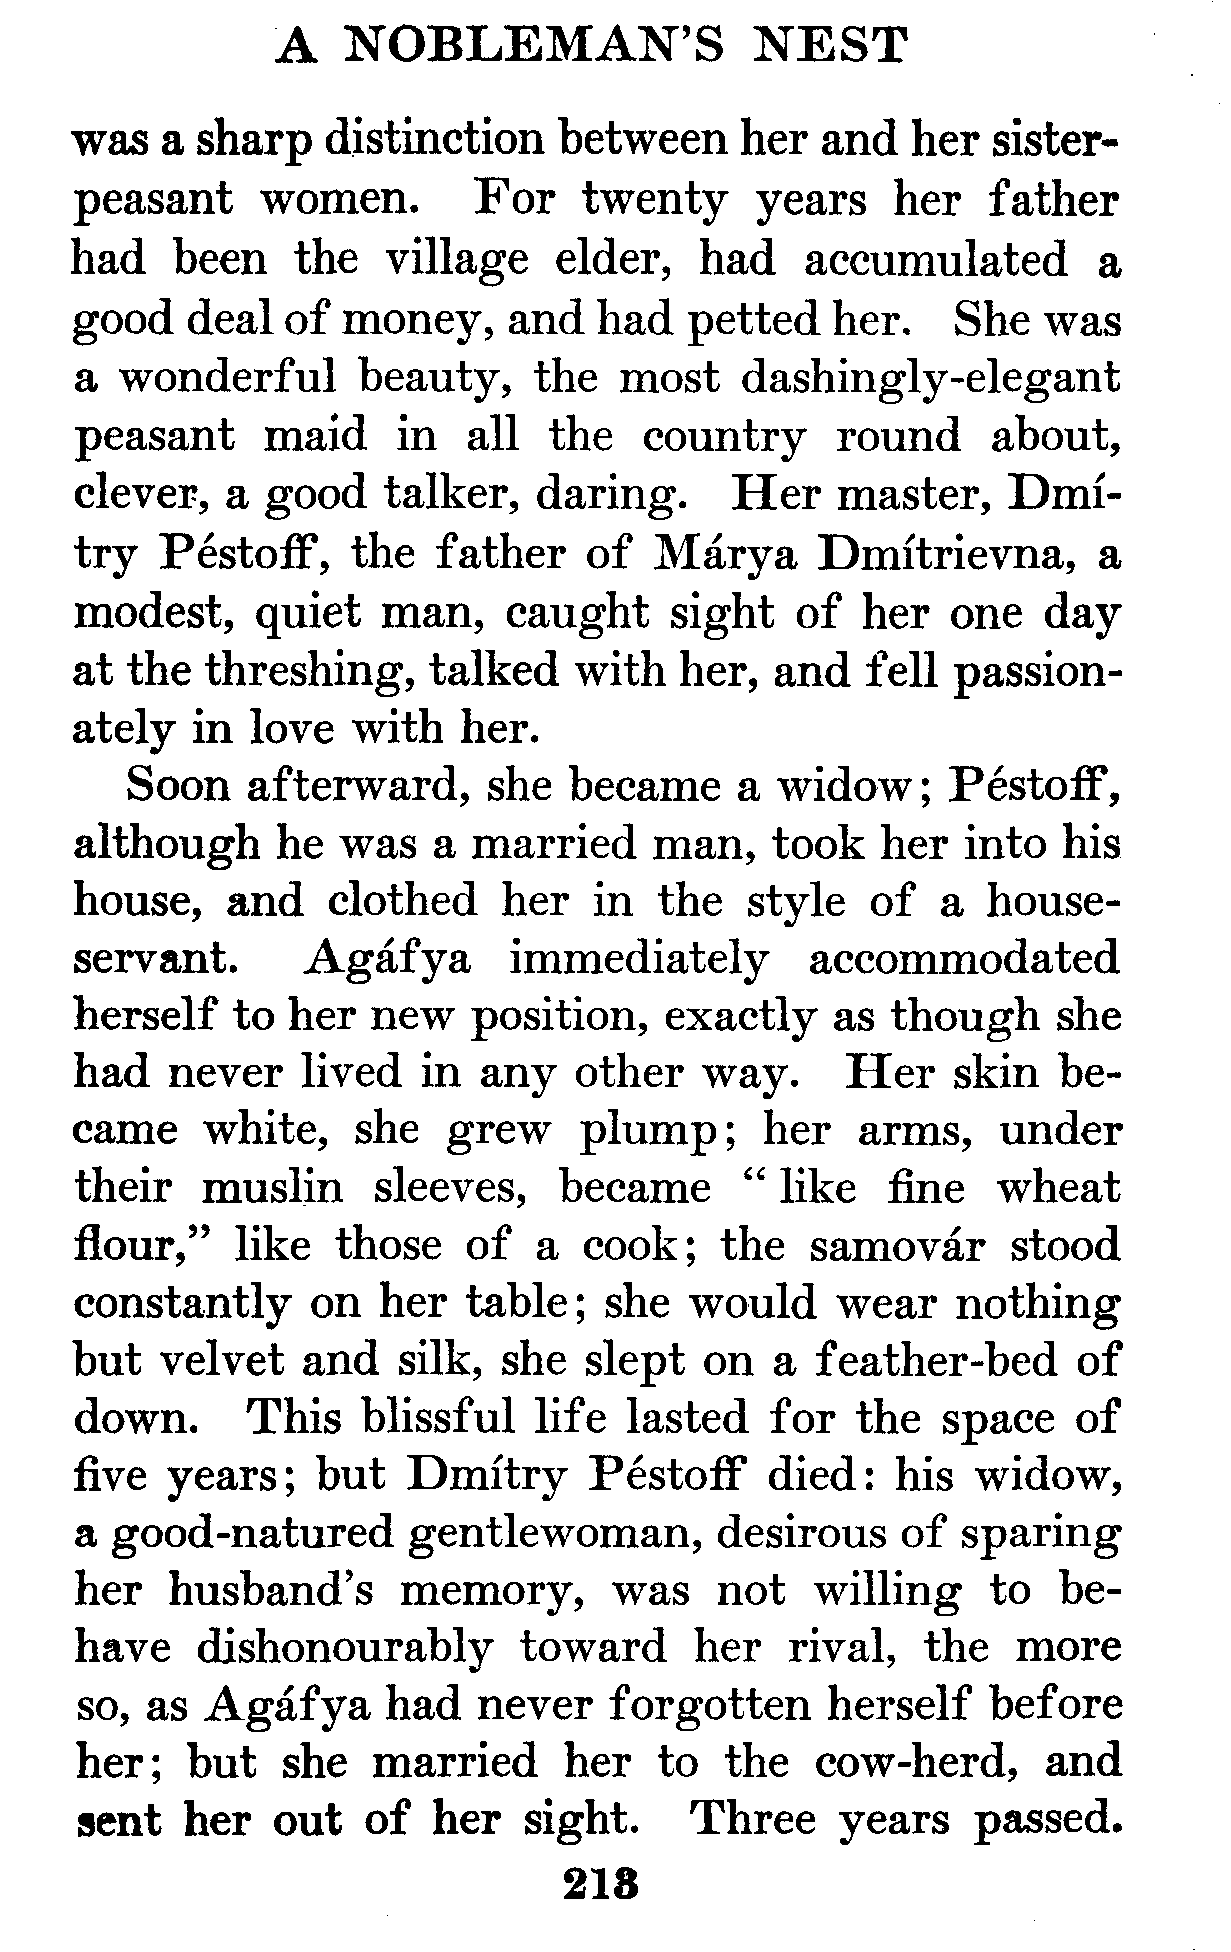 A NOBLEMAN'S NEST
was a sharp distinction between her and her sister-
peasant women. For twenty years her father
had been the village elder, had accumulated a
good deal of money, and had petted her. She was
a wonderful beauty, the most dashingly-elegant
peasant maid in all the country round about,
clever, a good talker, daring. Her master, Dmí-
try Péstoff, the father of Márya Dmítrievna, a
modest, quiet man, caught sight of her one day
at the threshing, talked with her, and fell passion-
ately in love with her.
Soon afterward, she became a widow; Péstoff,
although he was a married man, took her into his
house, and clothed her in the style of a house-
servant. Agáfya immediately accommodated
herself to her new position, exactly as though she
had never lived in any other way. Her skin be-
came white, she grew plump; her arms, under
their muslin sleeves, became “ like fine wheat
flour,” like those of a cook; the samovár stood
constantly on her table; she would wear nothing
but velvet and silk, she slept on a feather-bed of
down. This blissful life lasted for the space of
five years; but Dmítry Péstoff died: his widow,
a good-natured gentlewoman, desirous of sparing
her husband's memory, was not willing to be-
have dishonourably toward her rival, the more
so, as Agáfya had never forgotten herself before
her; but she married her to the cow-herd, and
sent her out of her sight. Three years passed.
213